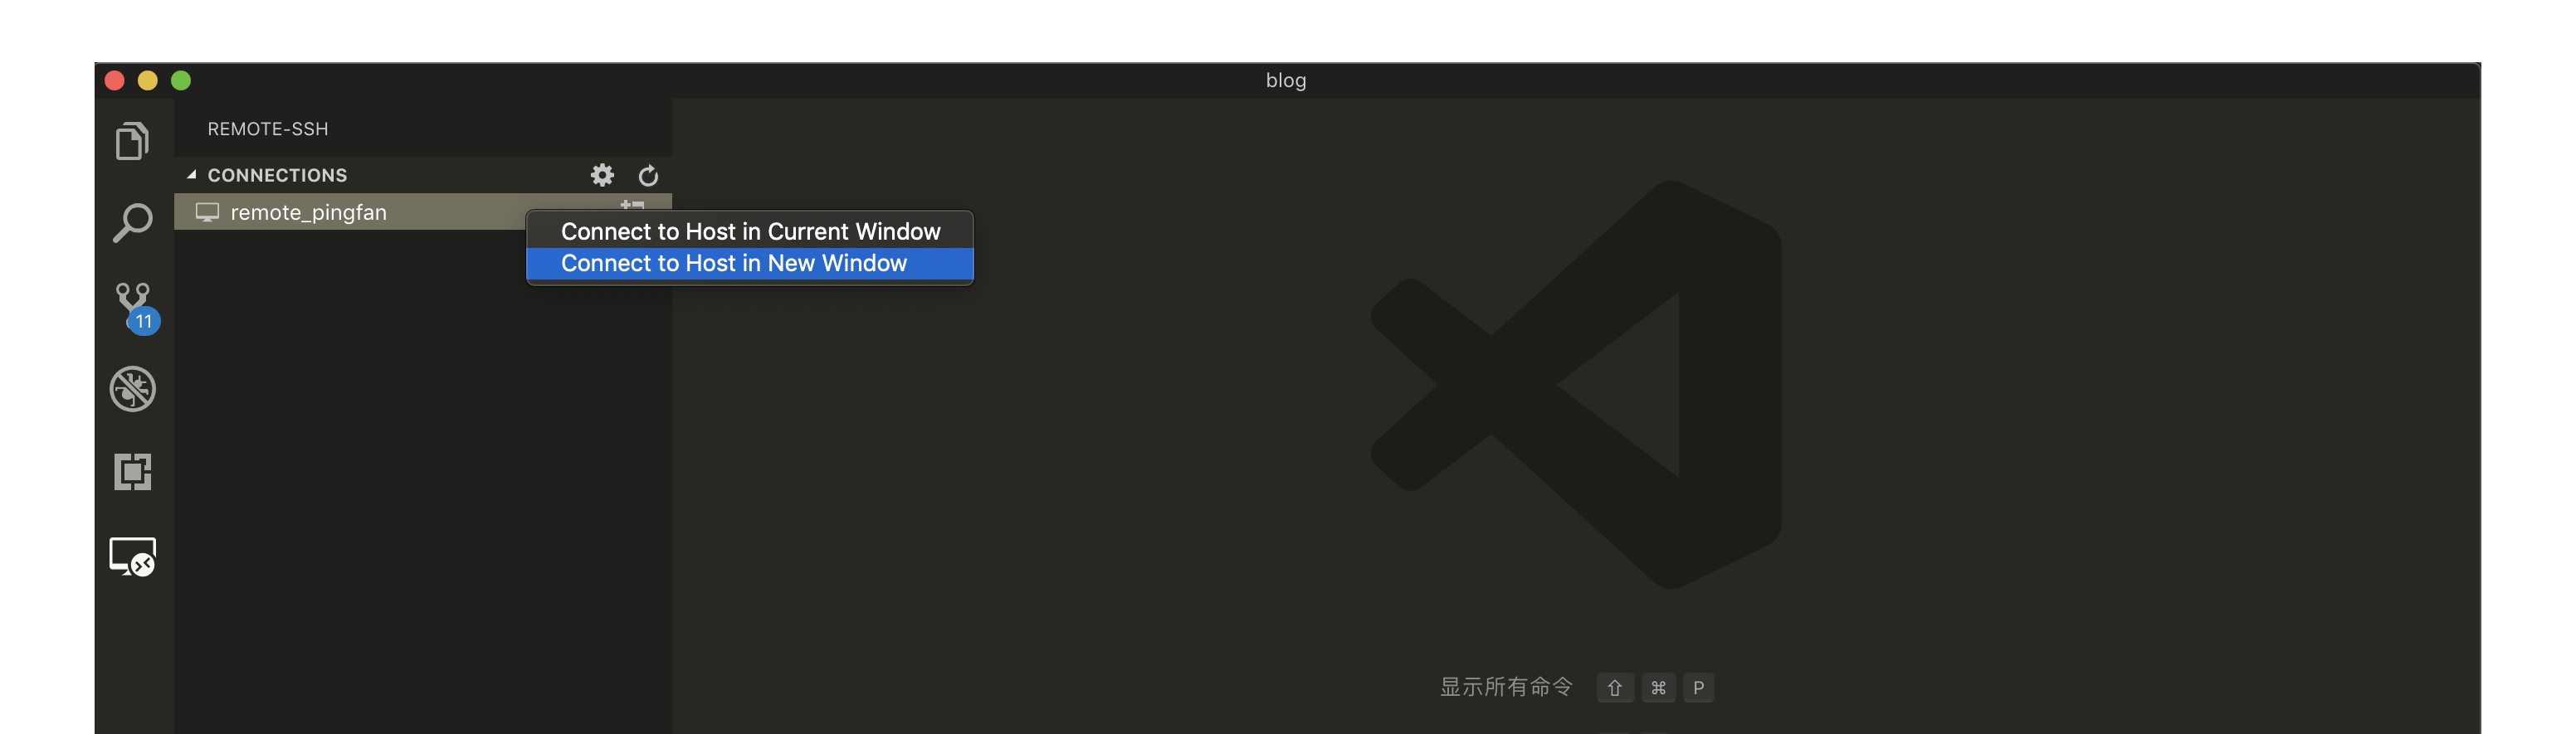 blog
REMOTE-SSH
CONNECTIONS
remote_pingfan
Connect to Host in Current Window
Connect to Host in New Window
11
显示所有命令 ⇧ ⌘ P